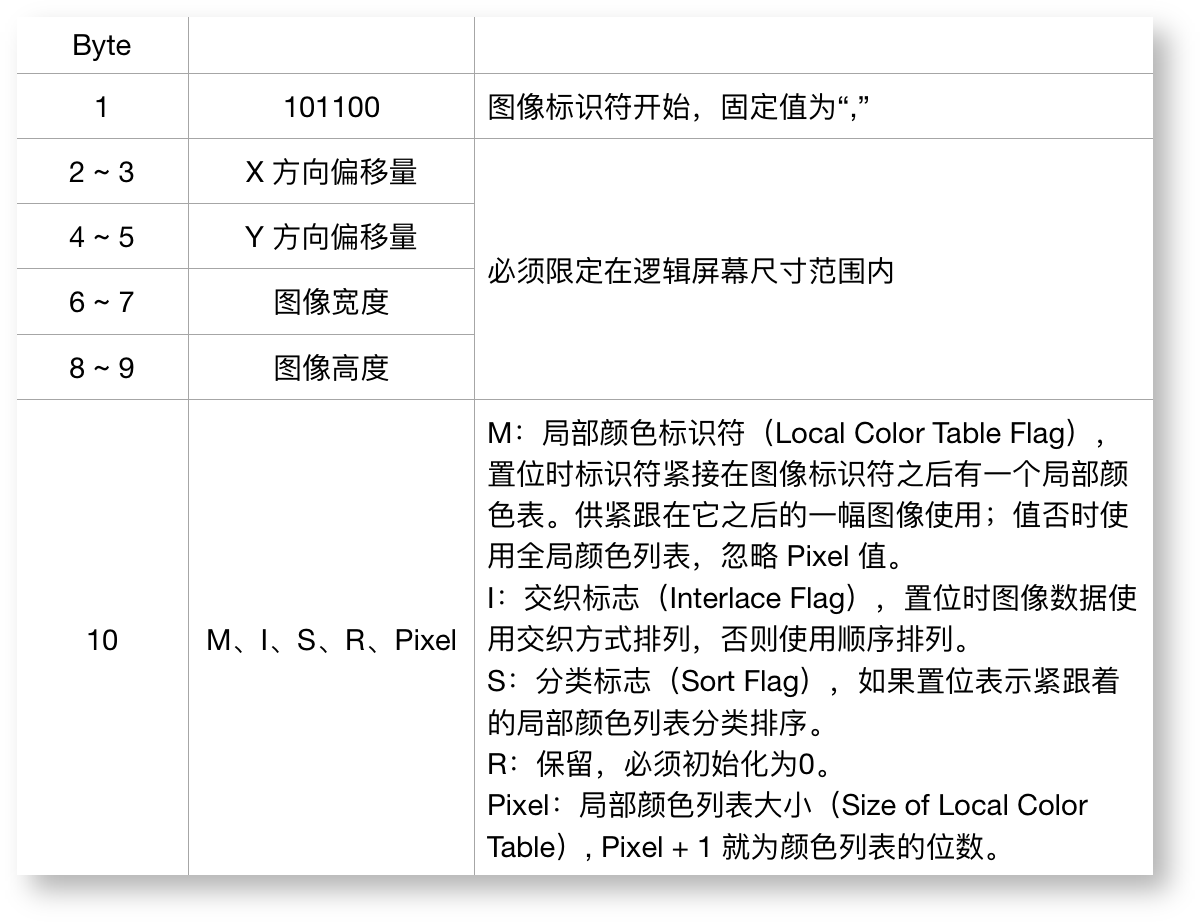 Byte
1
101100
图像标识符开始，固定值为“,”
2 ~ 3
X 方向偏移量
4 ~ 5
Y 方向偏移量
6 ~ 7
图像宽度
8 ~ 9
图像高度
必须限定在逻辑屏幕尺寸范围内
10
M、I、S、R、Pixel
M：局部颜色标识符（Local Color Table Flag），
置位时标识符紧接在图像标识符之后有一个局部颜
色表。供紧跟在它之后的一幅图像使用；值否时使
用全局颜色列表，忽略 Pixel 值。
I：交织标志（Interlace Flag），置位时图像数据使
用交织方式排列，否则使用顺序排列。
S：分类标志（Sort Flag），如果置位表示紧跟着
的局部颜色列表分类排序。
R：保留，必须初始化为0。
Pixel：局部颜色列表大小（Size of Local Color
Table）, Pixel + 1 就为颜色列表的位数。